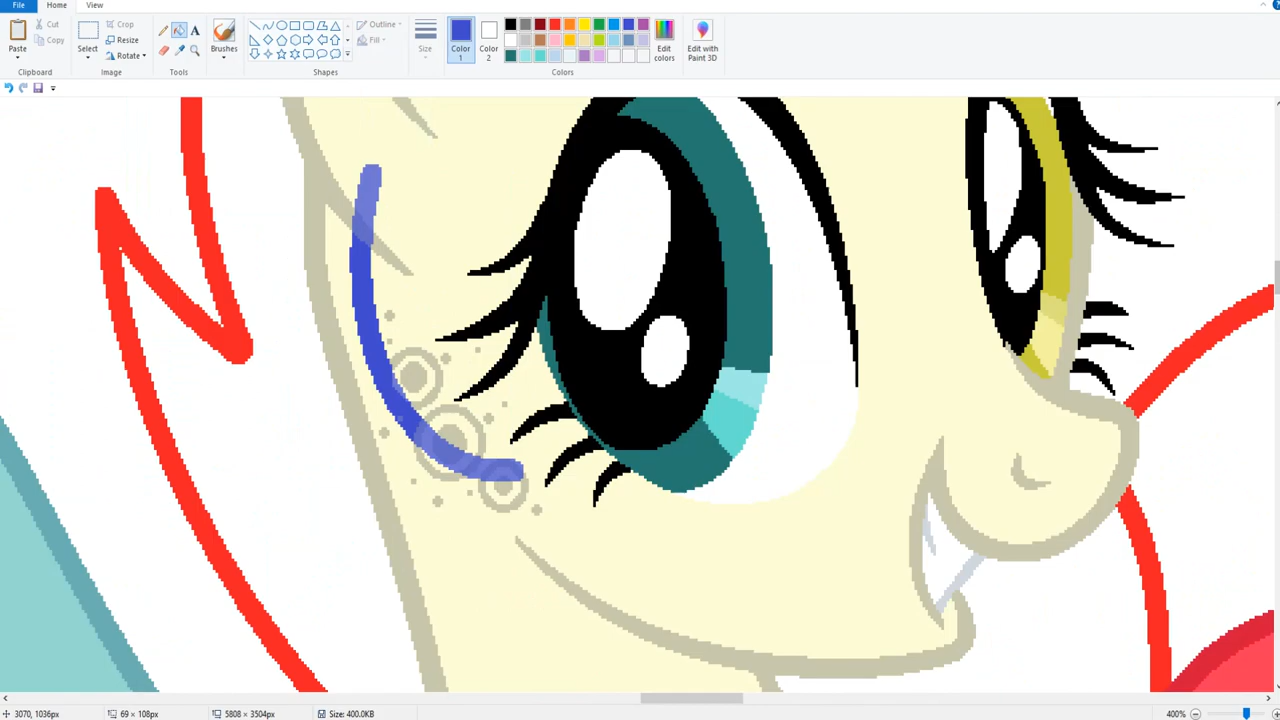 File Home View
Paste
Cut
Copy
Clipboard
Select
Crop
Resize
Rotate
Image
A
Tools
Brushes
Shapes
Outline
Fill
Size
Color 1
Color 2
Edit colors
Colors
Edit with Paint 3D
3070, 1036px
69 × 108px
Size: 400.0KB
5808 × 3504px
400%